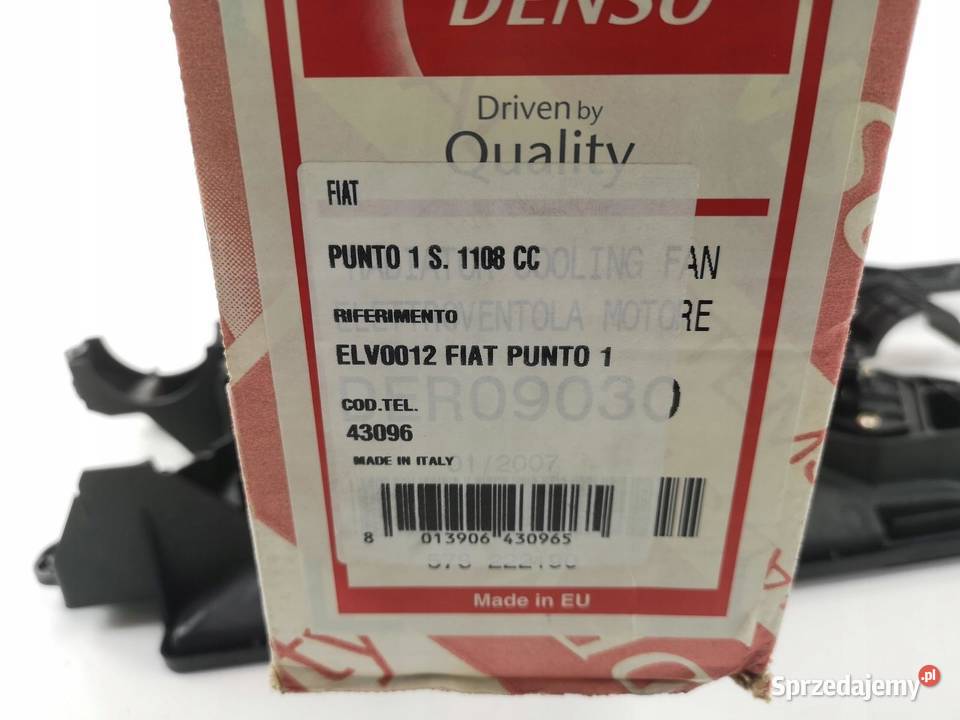 DENSO
Driven by
Quality
FIAT
PUNTO 1 S. 1108 CC
RADIATOR COOLING FAN
RIFERIMENTO
ELETTROVENTOLA MOTORE
ELV0012 FIAT PUNTO 1
DER09030
COD.TEL.
43096
MADE IN ITALY
01/2007
8 013906 430965
Made in EU
Sprzedajemy.pl